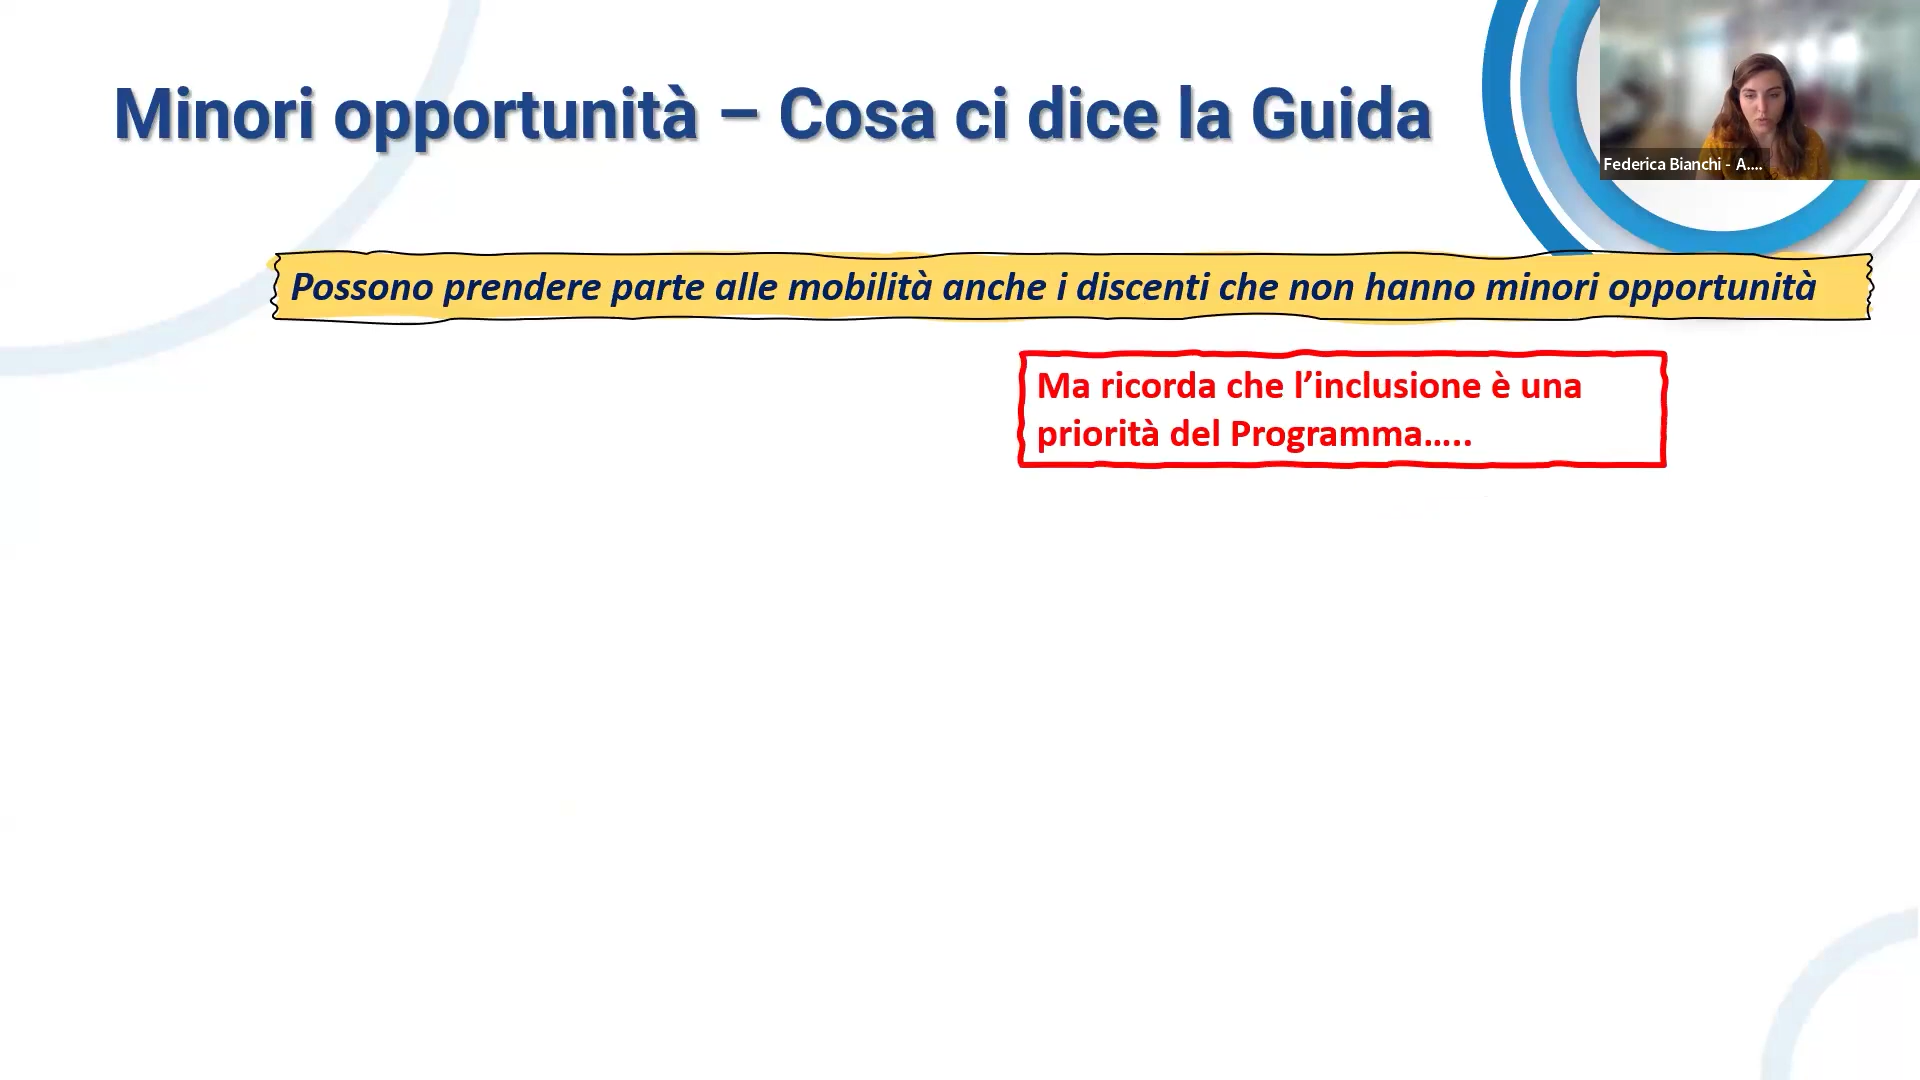 Minori opportunità – Cosa ci dice la Guida
Federica Bianchi - A....
Possono prendere parte alle mobilità anche i discenti che non hanno minori opportunità
Ma ricorda che l’inclusione è una
priorità del Programma…..